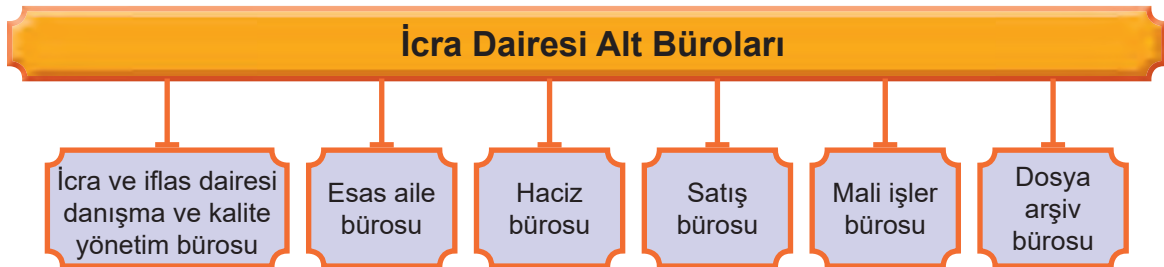 İcra Dairesi Alt Büroları
İcra ve iflas dairesi
danışma ve kalite
yönetim bürosu
Esas aile
bürosu
Haciz
bürosu
Satış
bürosu
Mali işler
bürosu
Dosya
arşiv
bürosu